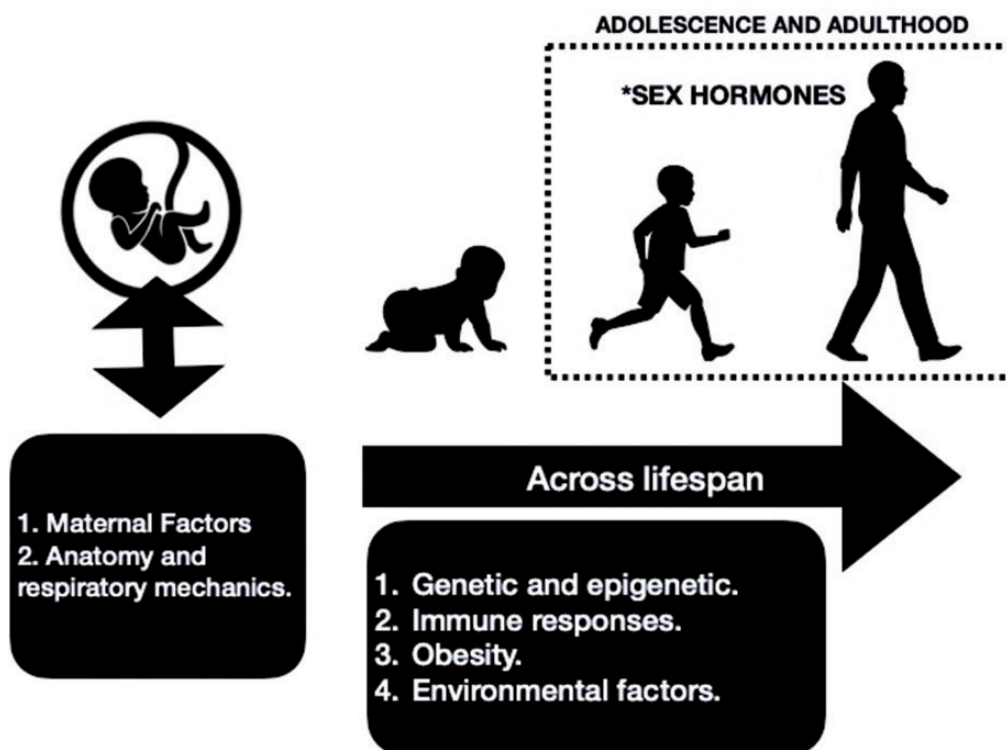 ADOLESCENCE AND ADULTHOOD
*SEX HORMONES
1. Maternal Factors
2. Anatomy and
respiratory mechanics.
Across lifespan
1. Genetic and epigenetic.
2. Immune responses.
3. Obesity.
4. Environmental factors.